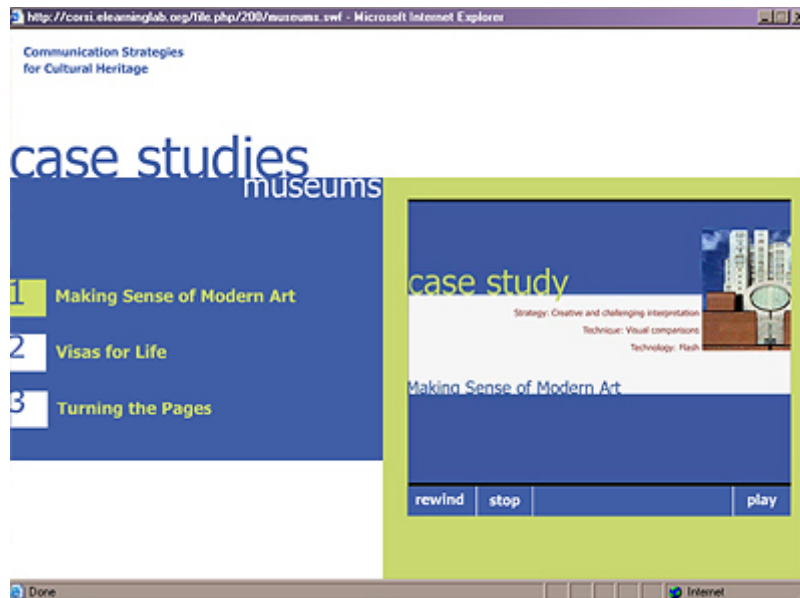 http://corsi.elearninglab.org/file.php/200/museums.swf - Microsoft Internet Explorer
Communication Strategies
for Cultural Heritage
case studies
museums
1 Making Sense of Modern Art
2 Visas for Life
3 Turning the Pages
case study
Strategy: Creative and challenging interpretation
Technique: Visual comparisons
Technology: Flash
Making Sense of Modern Art
rewind stop play
Done Internet